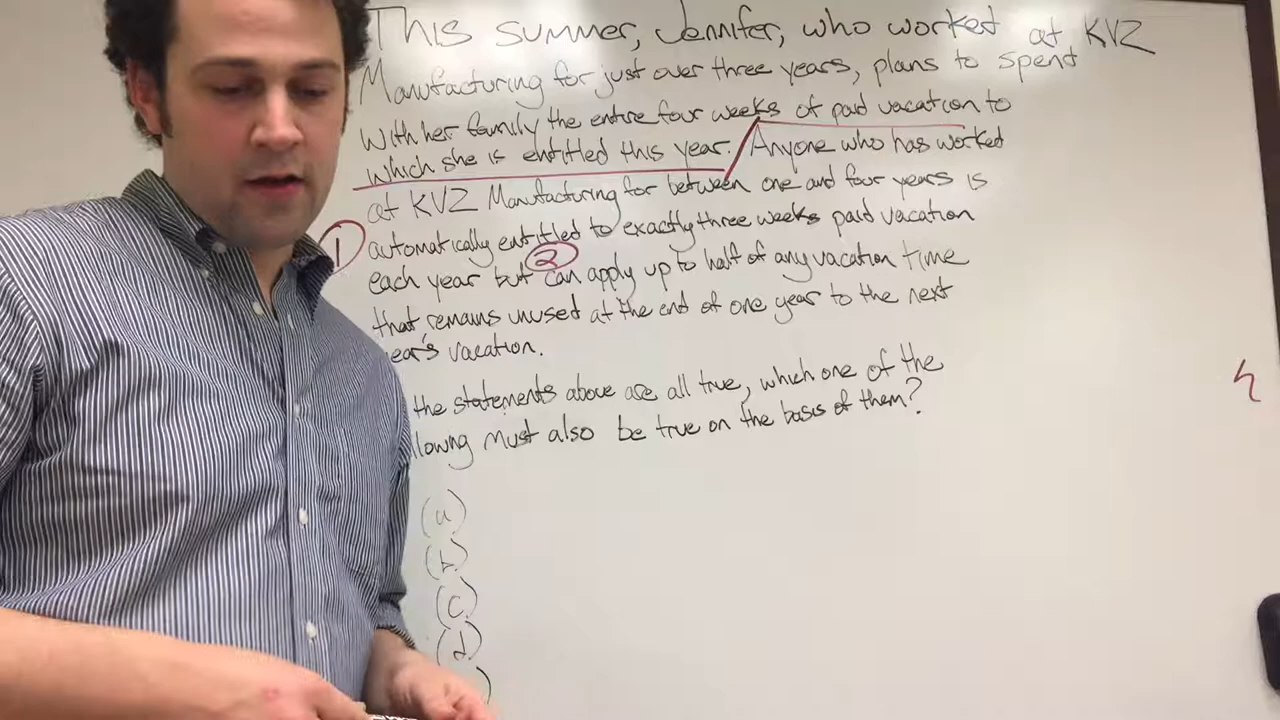 This summer, Jennifer, who worked at KVZ
Manufacturing for just over three years, plans to spend
with her family the entire four weeks of paid vacation to
which she is entitled this year. Anyone who has worked
at KVZ Manufacturing for between one and four years is
① automatically entitled to exactly three weeks paid vacation
each year but ② can apply up to half of any vacation time
that remains unused at the end of one year to the next
ears vacation.
the statements above are all true, which one of the
lowng must also be true on the basis of them?
(a)
(b)
(c)
(d)
)